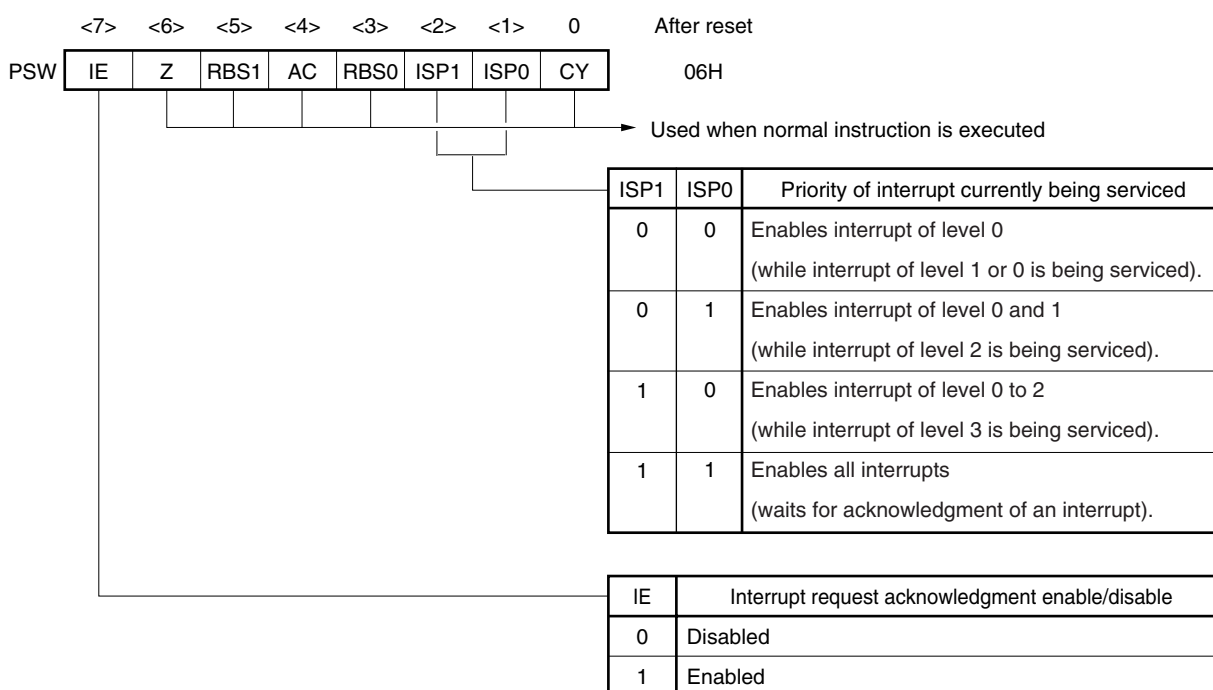 <7> <6> <5> <4> <3> <2> <1> 0 After reset
PSW IE Z RBS1 AC RBS0 ISP1 ISP0 CY 06H
Used when normal instruction is executed
ISP1 ISP0 Priority of interrupt currently being serviced
0 0 Enables interrupt of level 0
(while interrupt of level 1 or 0 is being serviced).
0 1 Enables interrupt of level 0 and 1
(while interrupt of level 2 is being serviced).
1 0 Enables interrupt of level 0 to 2
(while interrupt of level 3 is being serviced).
1 1 Enables all interrupts
(waits for acknowledgment of an interrupt).
IE Interrupt request acknowledgment enable/disable
0 Disabled
1 Enabled